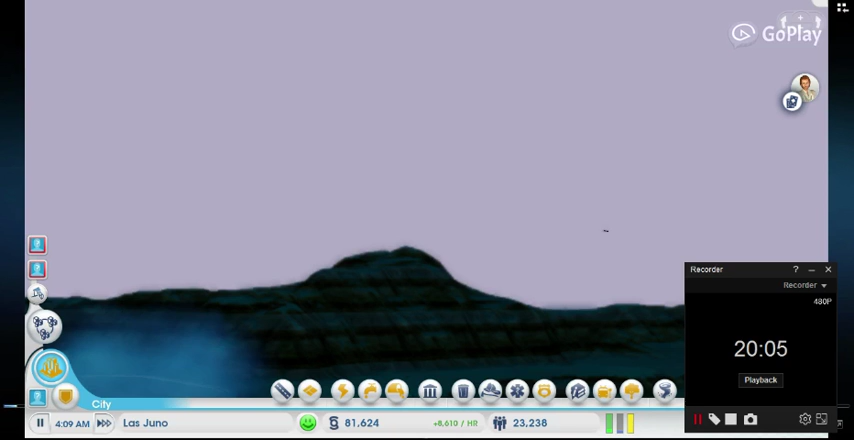 GoPlay
Recorder ?
Recorder
480P
20:05
Playback
City
4:09 AM Las Juno 81,624 +8,610 / HR 23,238